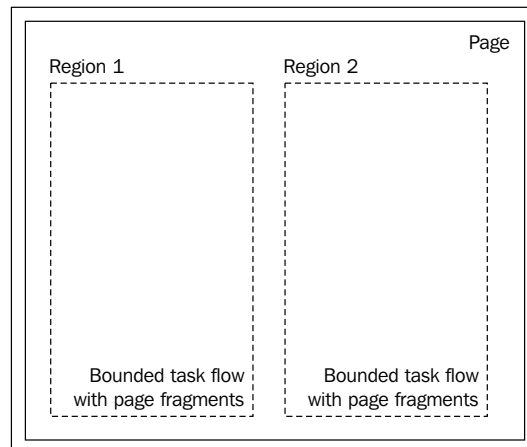 Page
Region 1
Region 2
Bounded task flow
with page fragments
Bounded task flow
with page fragments